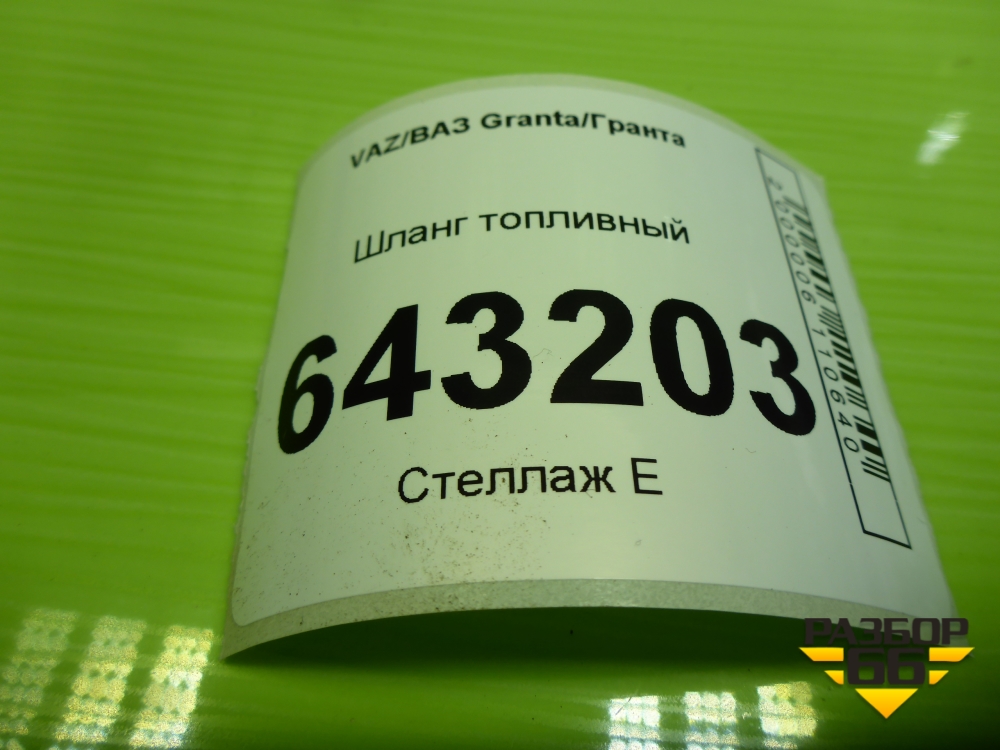 VAZ/ВАЗ Granta/Гранта
Шланг топливный
643203
Стеллаж Е
2000006110640
РАЗБОР
66